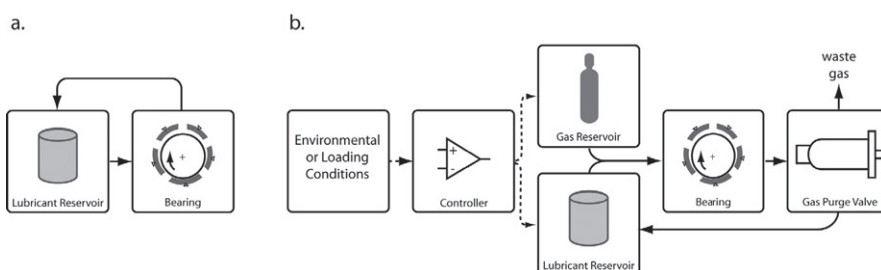 a.
Lubricant Reservoir
Bearing
b.
Environmental
or Loading
Conditions
+
-
Controller
Gas Reservoir
Lubricant Reservoir
Bearing
waste
gas
Gas Purge Valve